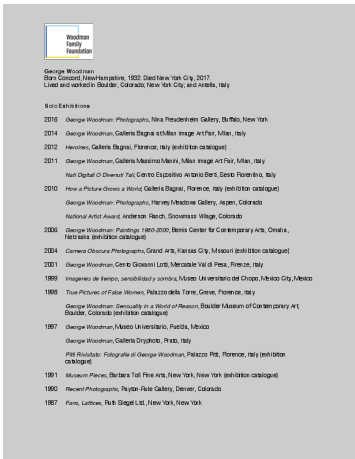 Woodman
Family
Foundation
George Woodman
Born Concord, New Hampshire, 1932. Died New York City, 2017.
Lived and worked in Boulder, Colorado; New York City; and Antella, Italy
Solo Exhibitions
2016 George Woodman: Photographs, Nina Freudenheim Gallery, Buffalo, New York
2014 George Woodman, Galleria Bagnai at Milan Image Art Fair, Milan, Italy
2012 Heroines, Galleria Bagnai, Florence, Italy (exhibition catalogue)
2011 George Woodman, Galleria Massimo Manini, Milan Image Art Fair, Milan, Italy
Nati Digitali O Divenuti Tali, Centro Espositivo Antonio Berti, Sesto Fiorentino, Italy
2010 How a Picture Grows a World, Galleria Bagnai, Florence, Italy (exhibition catalogue)
George Woodman: Photographs, Harvey Meadows Gallery, Aspen, Colorado
National Artist Award, Anderson Ranch, Snowmass Village, Colorado
2006 George Woodman: Paintings 1960-2000, Bemis Center for Contemporary Arts, Omaha,
Nebraska (exhibition catalogue)
2004 Camera Obscura Photographs, Grand Arts, Kansas City, Missouri (exhibition catalogue)
2001 George Woodman, Cento Giovanni Lotti, Mercatale Val di Pesa, Firenze, Italy
1999 Imagenes de tiempo, sensibilidad y sombra, Museo Universitario del Chopo, Mexico City, Mexico
1998 True Pictures of False Women, Palazzo della Torre, Greve, Florence, Italy
George Woodman: Sensuality in a World of Reason, Boulder Museum of Contemporary Art,
Boulder, Colorado (exhibition catalogue)
1997 George Woodman, Museo Universitario, Puebla, Mexico
George Woodman, Galleria Dryphoto, Prato, Italy
Pitti Rivisitato: Fotografie di George Woodman, Palazzo Pitti, Florence, Italy (exhibition
catalogue)
1991 Museum Pieces, Barbara Toll Fine Arts, New York, New York (exhibition catalogue)
1990 Recent Photographs, Payton-Rule Gallery, Denver, Colorado
1987 Fans, Lattices, Ruth Siegel Ltd., New York, New York